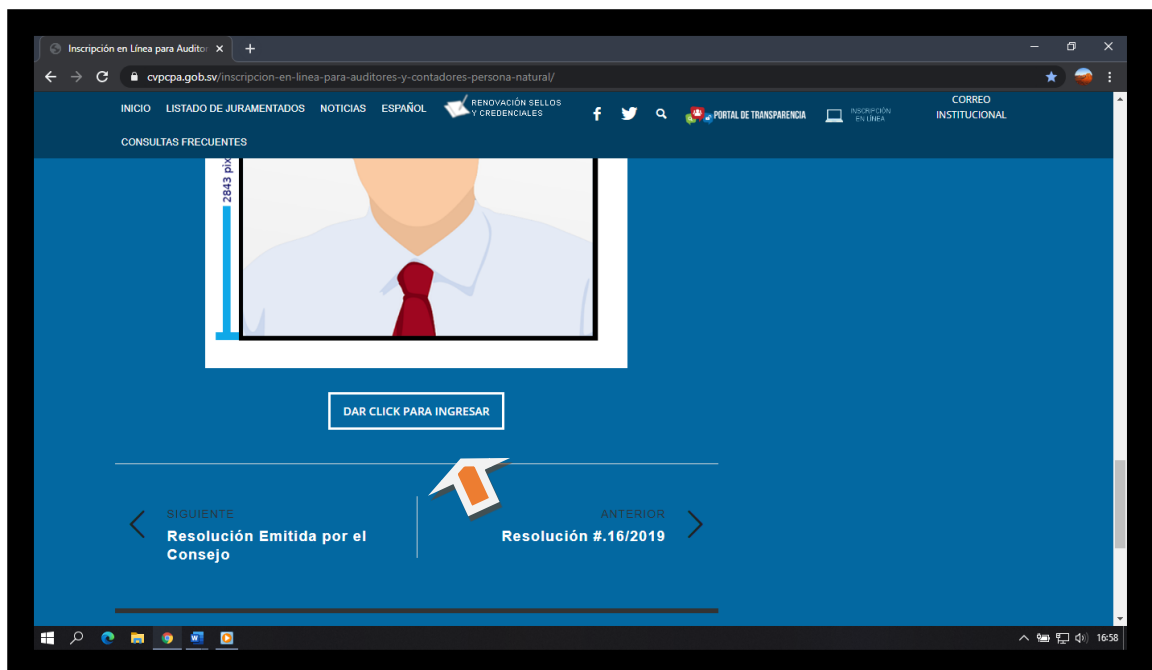 Inscripción en Línea para Auditor
cvpcpa.gob.sv/inscripcion-en-linea-para-auditores-y-contadores-persona-natural/
INICIO LISTADO DE JURAMENTADOS NOTICIAS ESPAÑOL RENOVACIÓN SELLOS Y CREDENCIALES PORTAL DE TRANSPARENCIA INSCRIPCIÓN EN LÍNEA CORREO INSTITUCIONAL
CONSULTAS FRECUENTES
2843 pix
DAR CLICK PARA INGRESAR
SIGUIENTE
Resolución Emitida por el
Consejo
ANTERIOR
Resolución #.16/2019
16:58